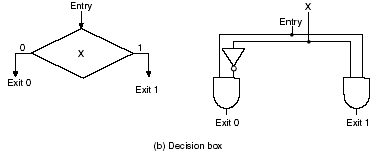 Entry
X
0
1
Exit 0
Exit 1
X
Entry
Exit 0
Exit 1
(b) Decision box